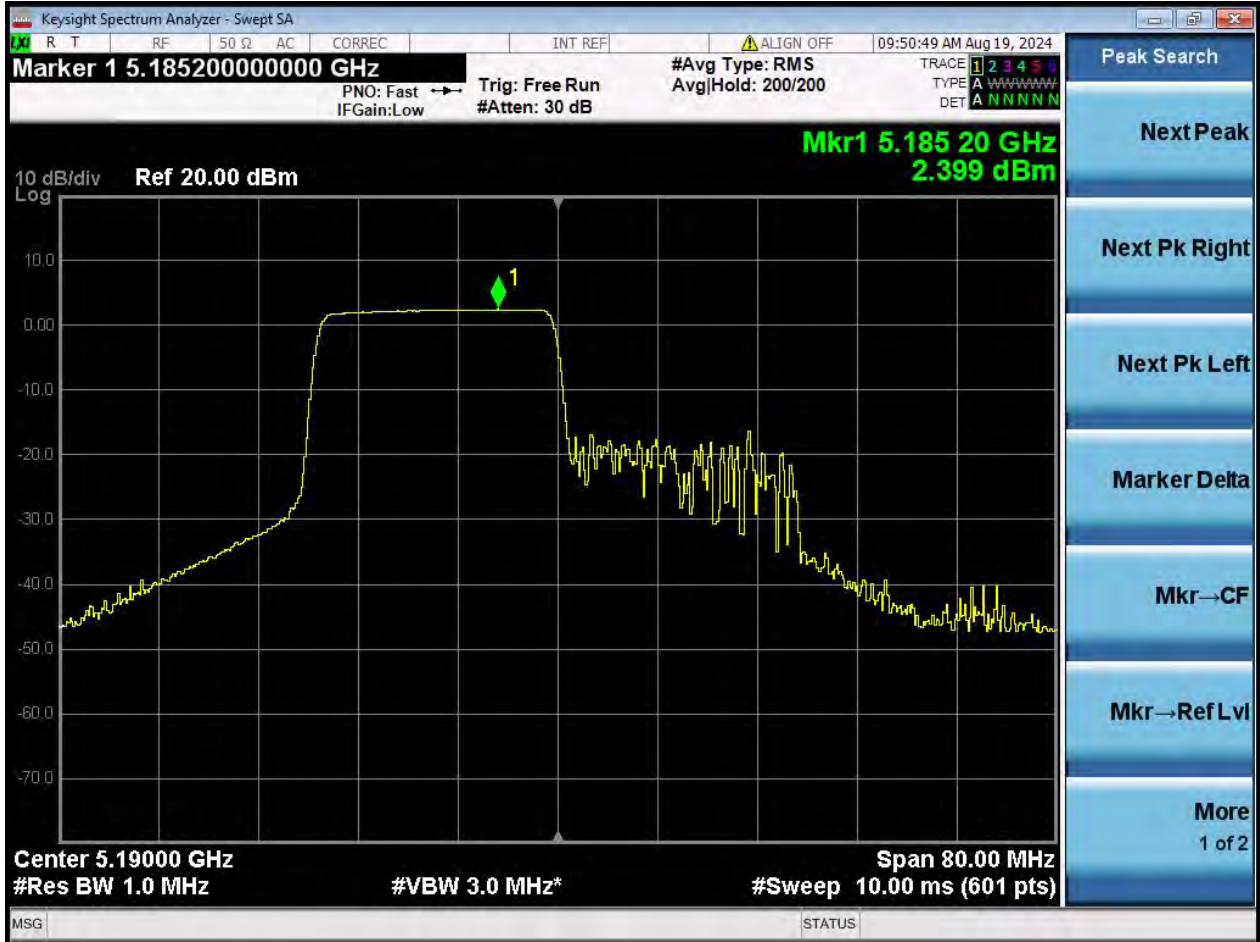 Keysight Spectrum Analyzer - Swept SA
LXI R T RF 50 Ω AC CORREC INT REF ALIGN OFF 09:50:49 AM Aug 19, 2024
Marker 1 5.185200000000 GHz
PNO: Fast
IFGain:Low
Trig: Free Run
#Atten: 30 dB
#Avg Type: RMS
Avg|Hold: 200/200
TRACE 1 2 3 4 5 6
TYPE A WWWWW
DET A N N N N N
Peak Search
Mkr1 5.185 20 GHz
2.399 dBm
10 dB/div Ref 20.00 dBm
Log
10.0
0.00
-10.0
-20.0
-30.0
-40.0
-50.0
-60.0
-70.0
1
Center 5.19000 GHz Span 80.00 MHz
#Res BW 1.0 MHz #VBW 3.0 MHz* #Sweep 10.00 ms (601 pts)
Next Peak
Next Pk Right
Next Pk Left
Marker Delta
Mkr→CF
Mkr→Ref Lvl
More
1 of 2
MSG STATUS